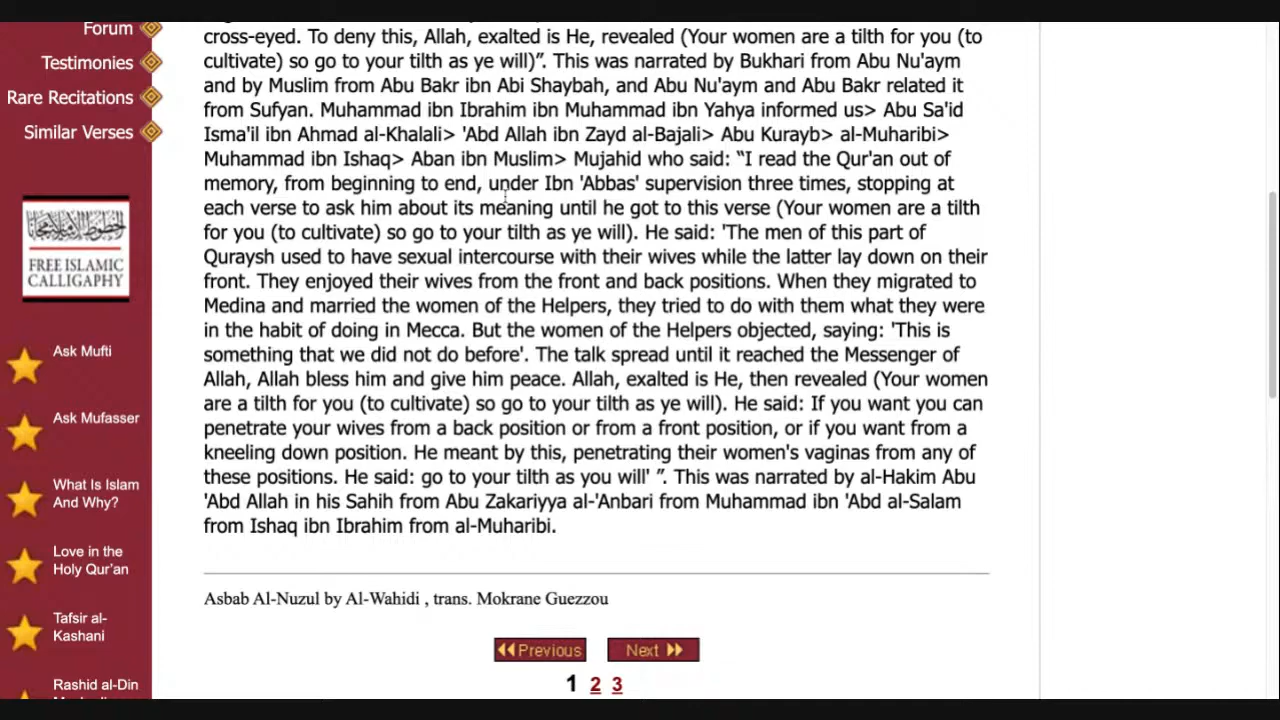 Forum
Testimonies
Rare Recitations
Similar Verses
FREE ISLAMIC
CALLIGAPHY
Ask Mufti
Ask Mufasser
What Is Islam
And Why?
Love in the
Holy Qur’an
Tafsir al-
Kashani
Rashid al-Din
cross-eyed. To deny this, Allah, exalted is He, revealed (Your women are a tilth for you (to
cultivate) so go to your tilth as ye will)”. This was narrated by Bukhari from Abu Nu'aym
and by Muslim from Abu Bakr ibn Abi Shaybah, and Abu Nu'aym and Abu Bakr related it
from Sufyan. Muhammad ibn Ibrahim ibn Muhammad ibn Yahya informed us> Abu Sa'id
Isma'il ibn Ahmad al-Khalali> 'Abd Allah ibn Zayd al-Bajali> Abu Kurayb> al-Muharibi>
Muhammad ibn Ishaq> Aban ibn Muslim> Mujahid who said: “I read the Qur'an out of
memory, from beginning to end, under Ibn 'Abbas' supervision three times, stopping at
each verse to ask him about its meaning until he got to this verse (Your women are a tilth
for you (to cultivate) so go to your tilth as ye will). He said: 'The men of this part of
Quraysh used to have sexual intercourse with their wives while the latter lay down on their
front. They enjoyed their wives from the front and back positions. When they migrated to
Medina and married the women of the Helpers, they tried to do with them what they were
in the habit of doing in Mecca. But the women of the Helpers objected, saying: 'This is
something that we did not do before'. The talk spread until it reached the Messenger of
Allah, Allah bless him and give him peace. Allah, exalted is He, then revealed (Your women
are a tilth for you (to cultivate) so go to your tilth as ye will). He said: If you want you can
penetrate your wives from a back position or from a front position, or if you want from a
kneeling down position. He meant by this, penetrating their women's vaginas from any of
these positions. He said: go to your tilth as you will' ”. This was narrated by al-Hakim Abu
'Abd Allah in his Sahih from Abu Zakariyya al-'Anbari from Muhammad ibn 'Abd al-Salam
from Ishaq ibn Ibrahim from al-Muharibi.
Asbab Al-Nuzul by Al-Wahidi , trans. Mokrane Guezzou
Previous Next
1 2 3